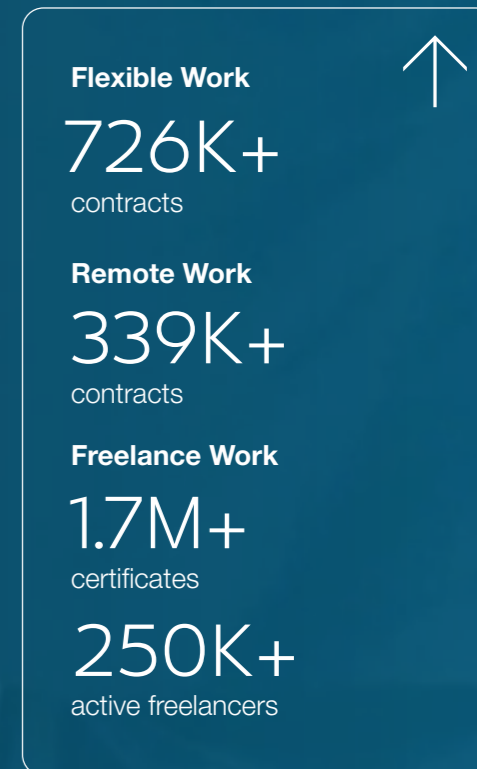 Flexible Work
726K+
contracts
Remote Work
339K+
contracts
Freelance Work
1.7M+
certificates
250K+
active freelancers